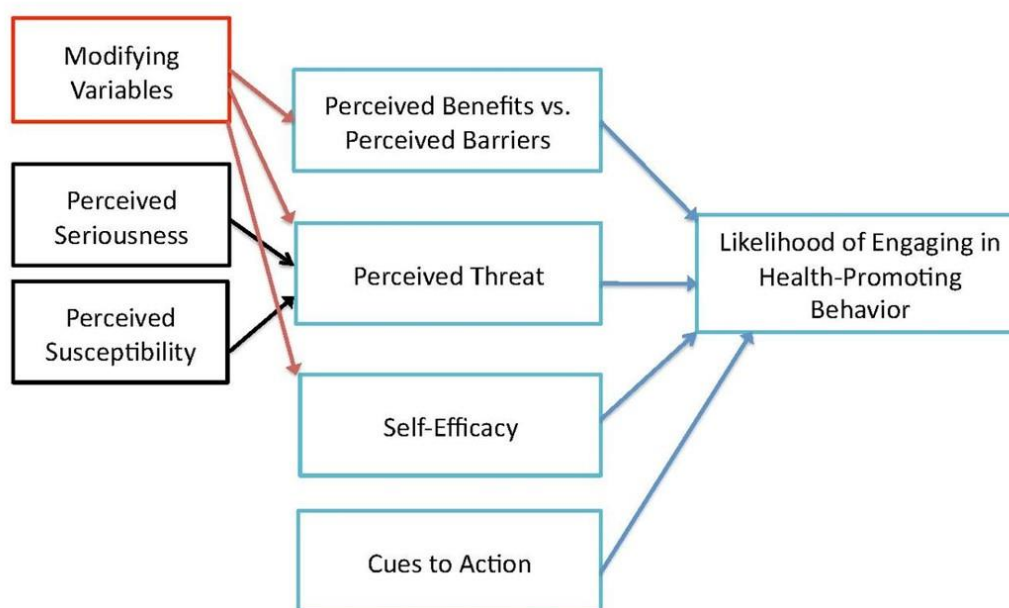 Modifying
Variables
Perceived Benefits vs.
Perceived Barriers
Perceived
Seriousness
Perceived Threat
Likelihood of Engaging in
Health-Promoting
Behavior
Perceived
Susceptibility
Self-Efficacy
Cues to Action